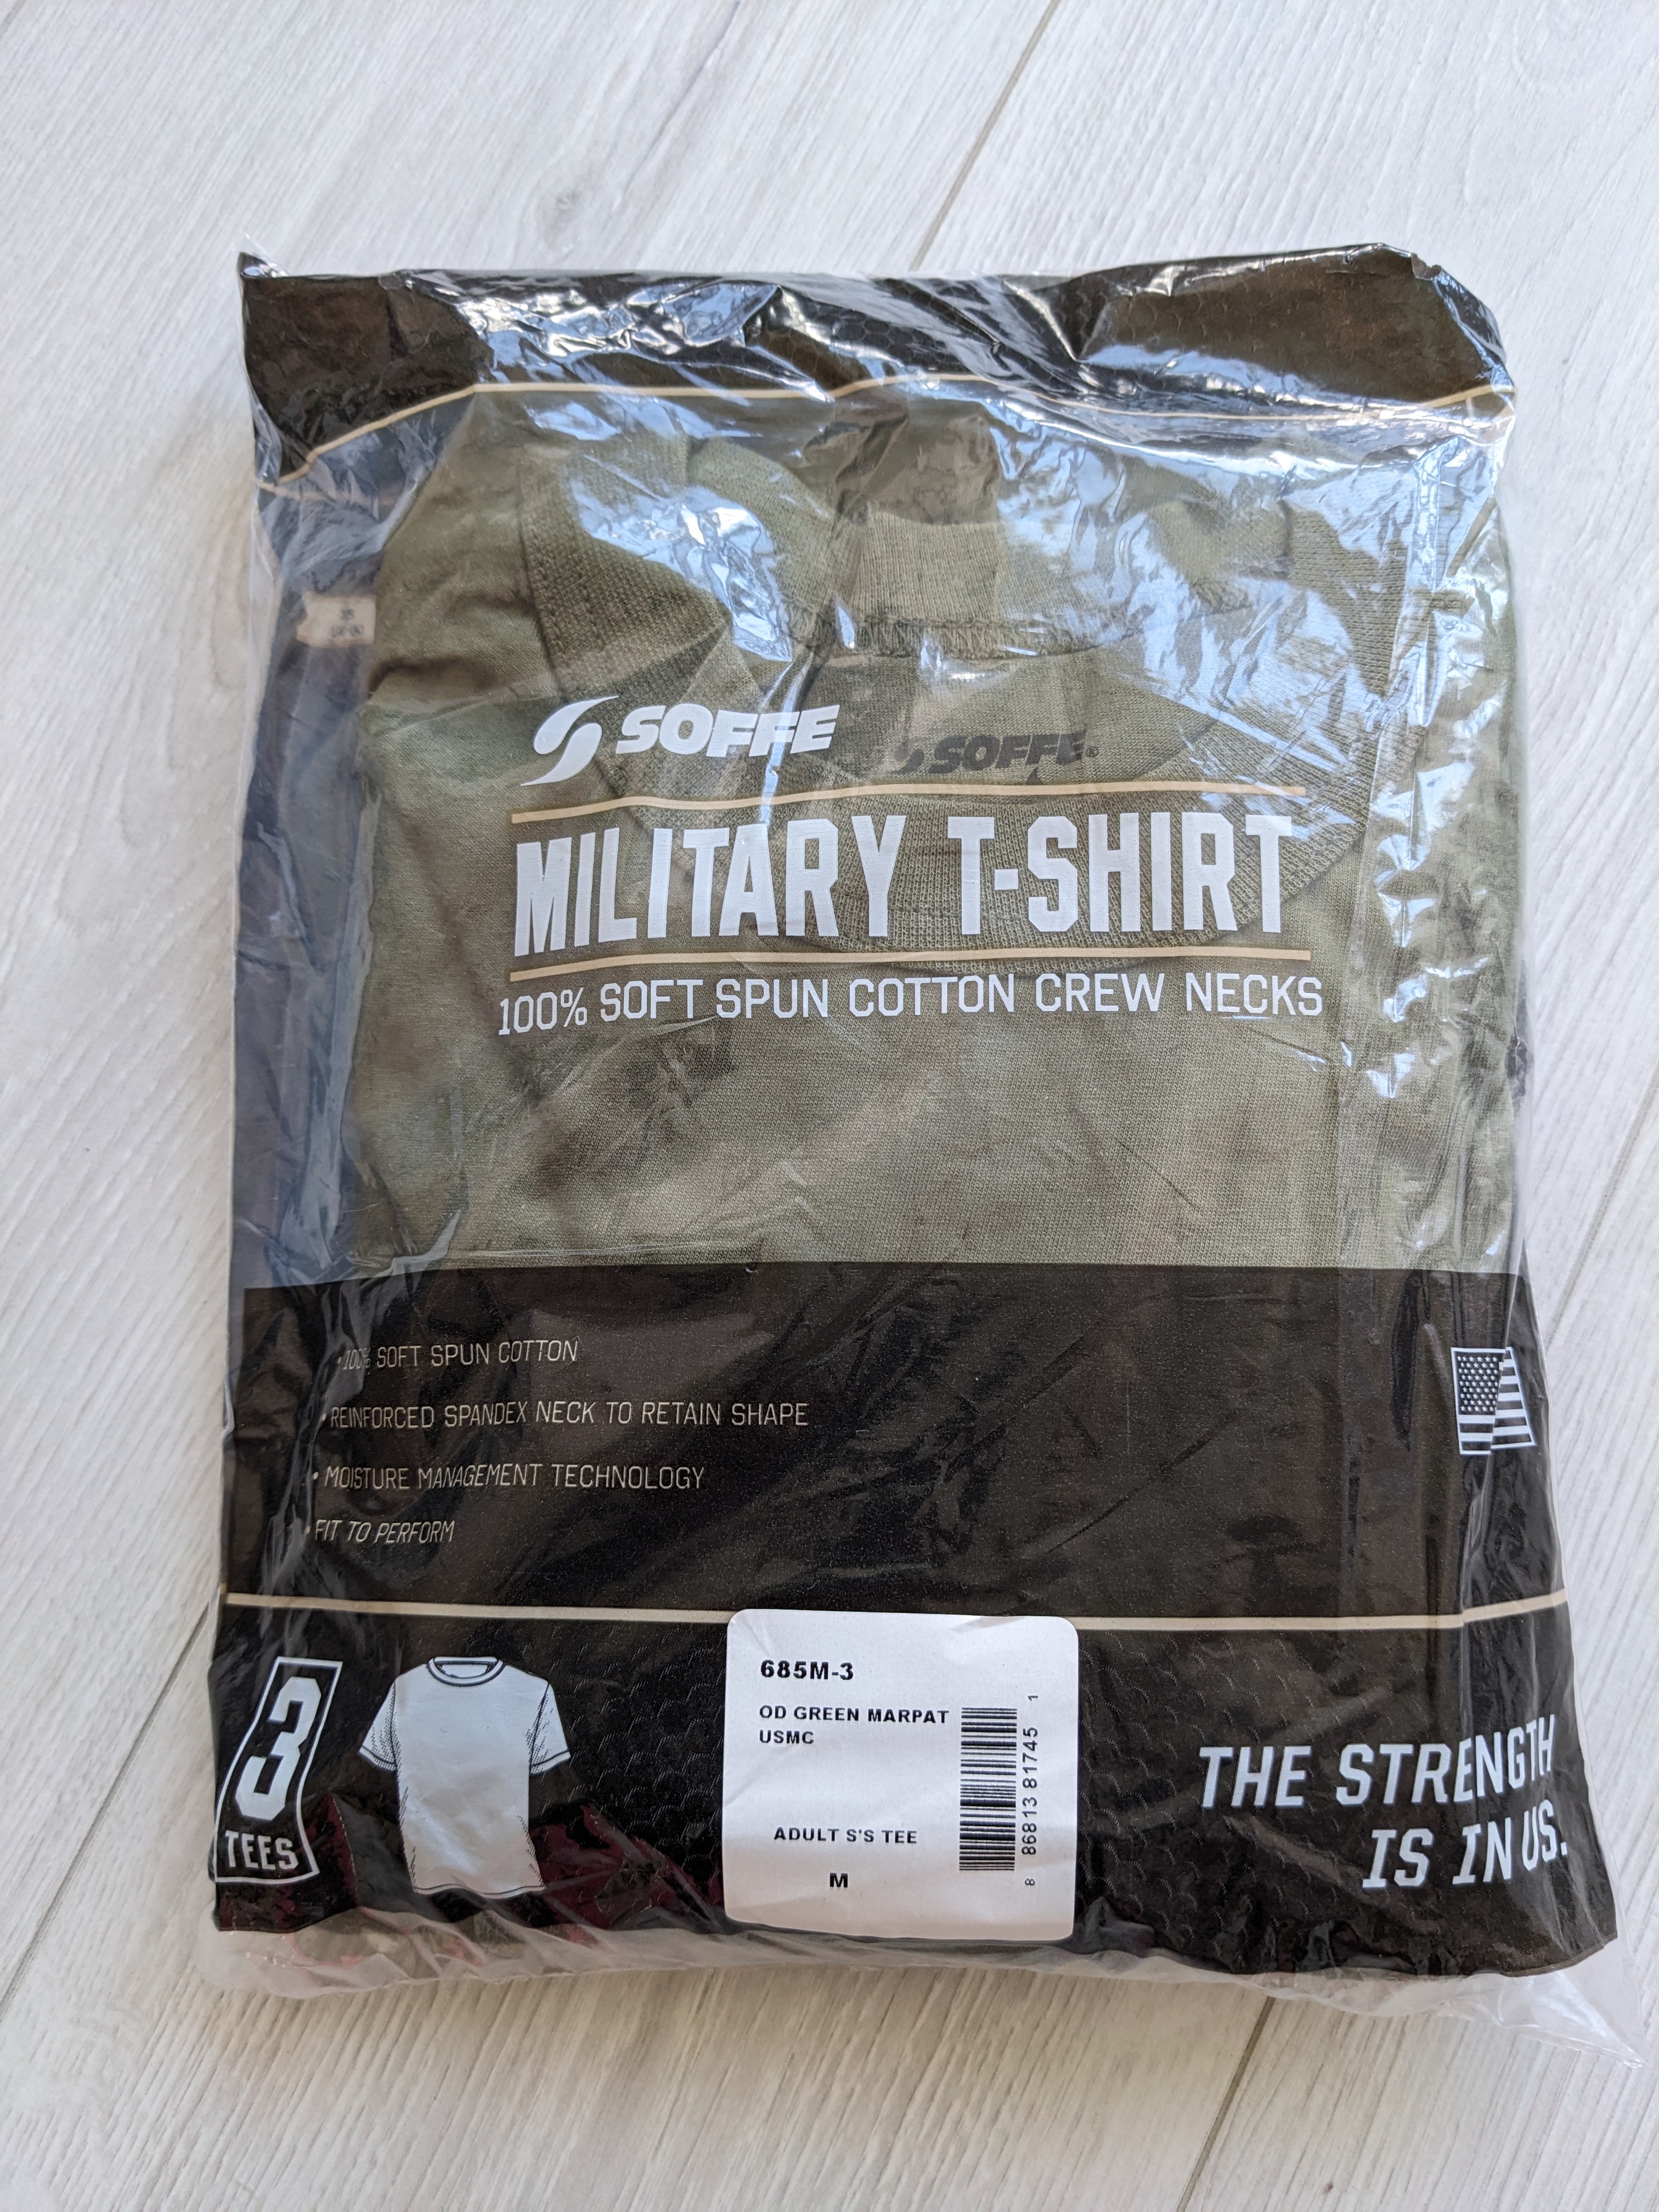 SOFFE
SOFFE®
MILITARY T-SHIRT
100% SOFT SPUN COTTON CREW NECKS
•100% SOFT SPUN COTTON
•REINFORCED SPANDEX NECK TO RETAIN SHAPE
•MOISTURE MANAGEMENT TECHNOLOGY
•FIT TO PERFORM
3
TEES
685M-3
OD GREEN MARPAT
USMC
ADULT S'S TEE
M
8 86813 81745 1
THE STRENGTH
IS IN US.